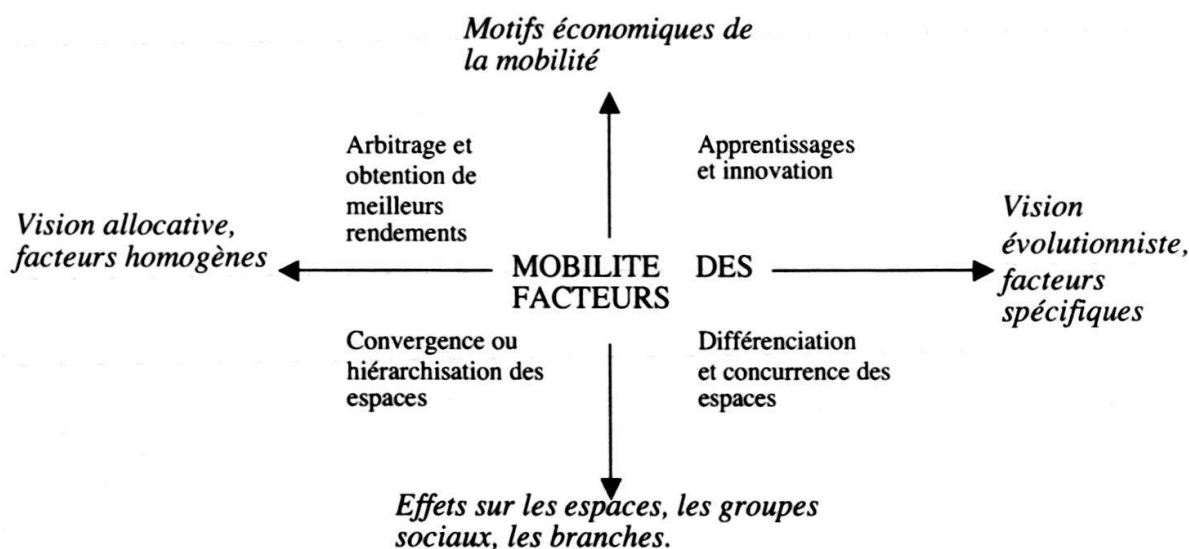 Motifs économiques de
la mobilité
Arbitrage et
obtention de
meilleurs
rendements
Apprentissages
et innovation
Vision allocative,
facteurs homogènes
MOBILITE DES
FACTEURS
Vision
évolutionniste,
facteurs
spécifiques
Convergence ou
hiérarchisation des
espaces
Différenciation
et concurrence des
espaces
Effets sur les espaces, les groupes
sociaux, les branches.